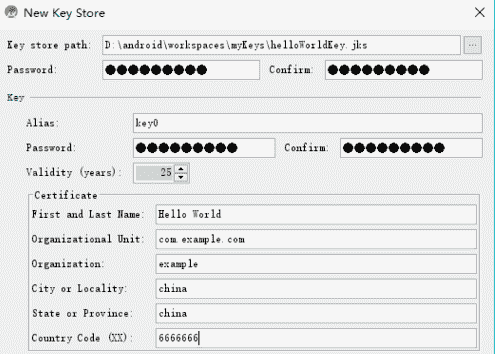 New Key Store
Key store path: D:\android\workspaces\myKeys\helloWorldKey.jks ...
Password: ●●●●●●●●● Confirm: ●●●●●●●●●
Key
Alias: key0
Password: ●●●●●●●●● Confirm: ●●●●●●●●●
Validity (years): 25
Certificate
First and Last Name: Hello World
Organizational Unit: com.example.com
Organization: example
City or Locality: china
State or Province: china
Country Code (XX): 6666666